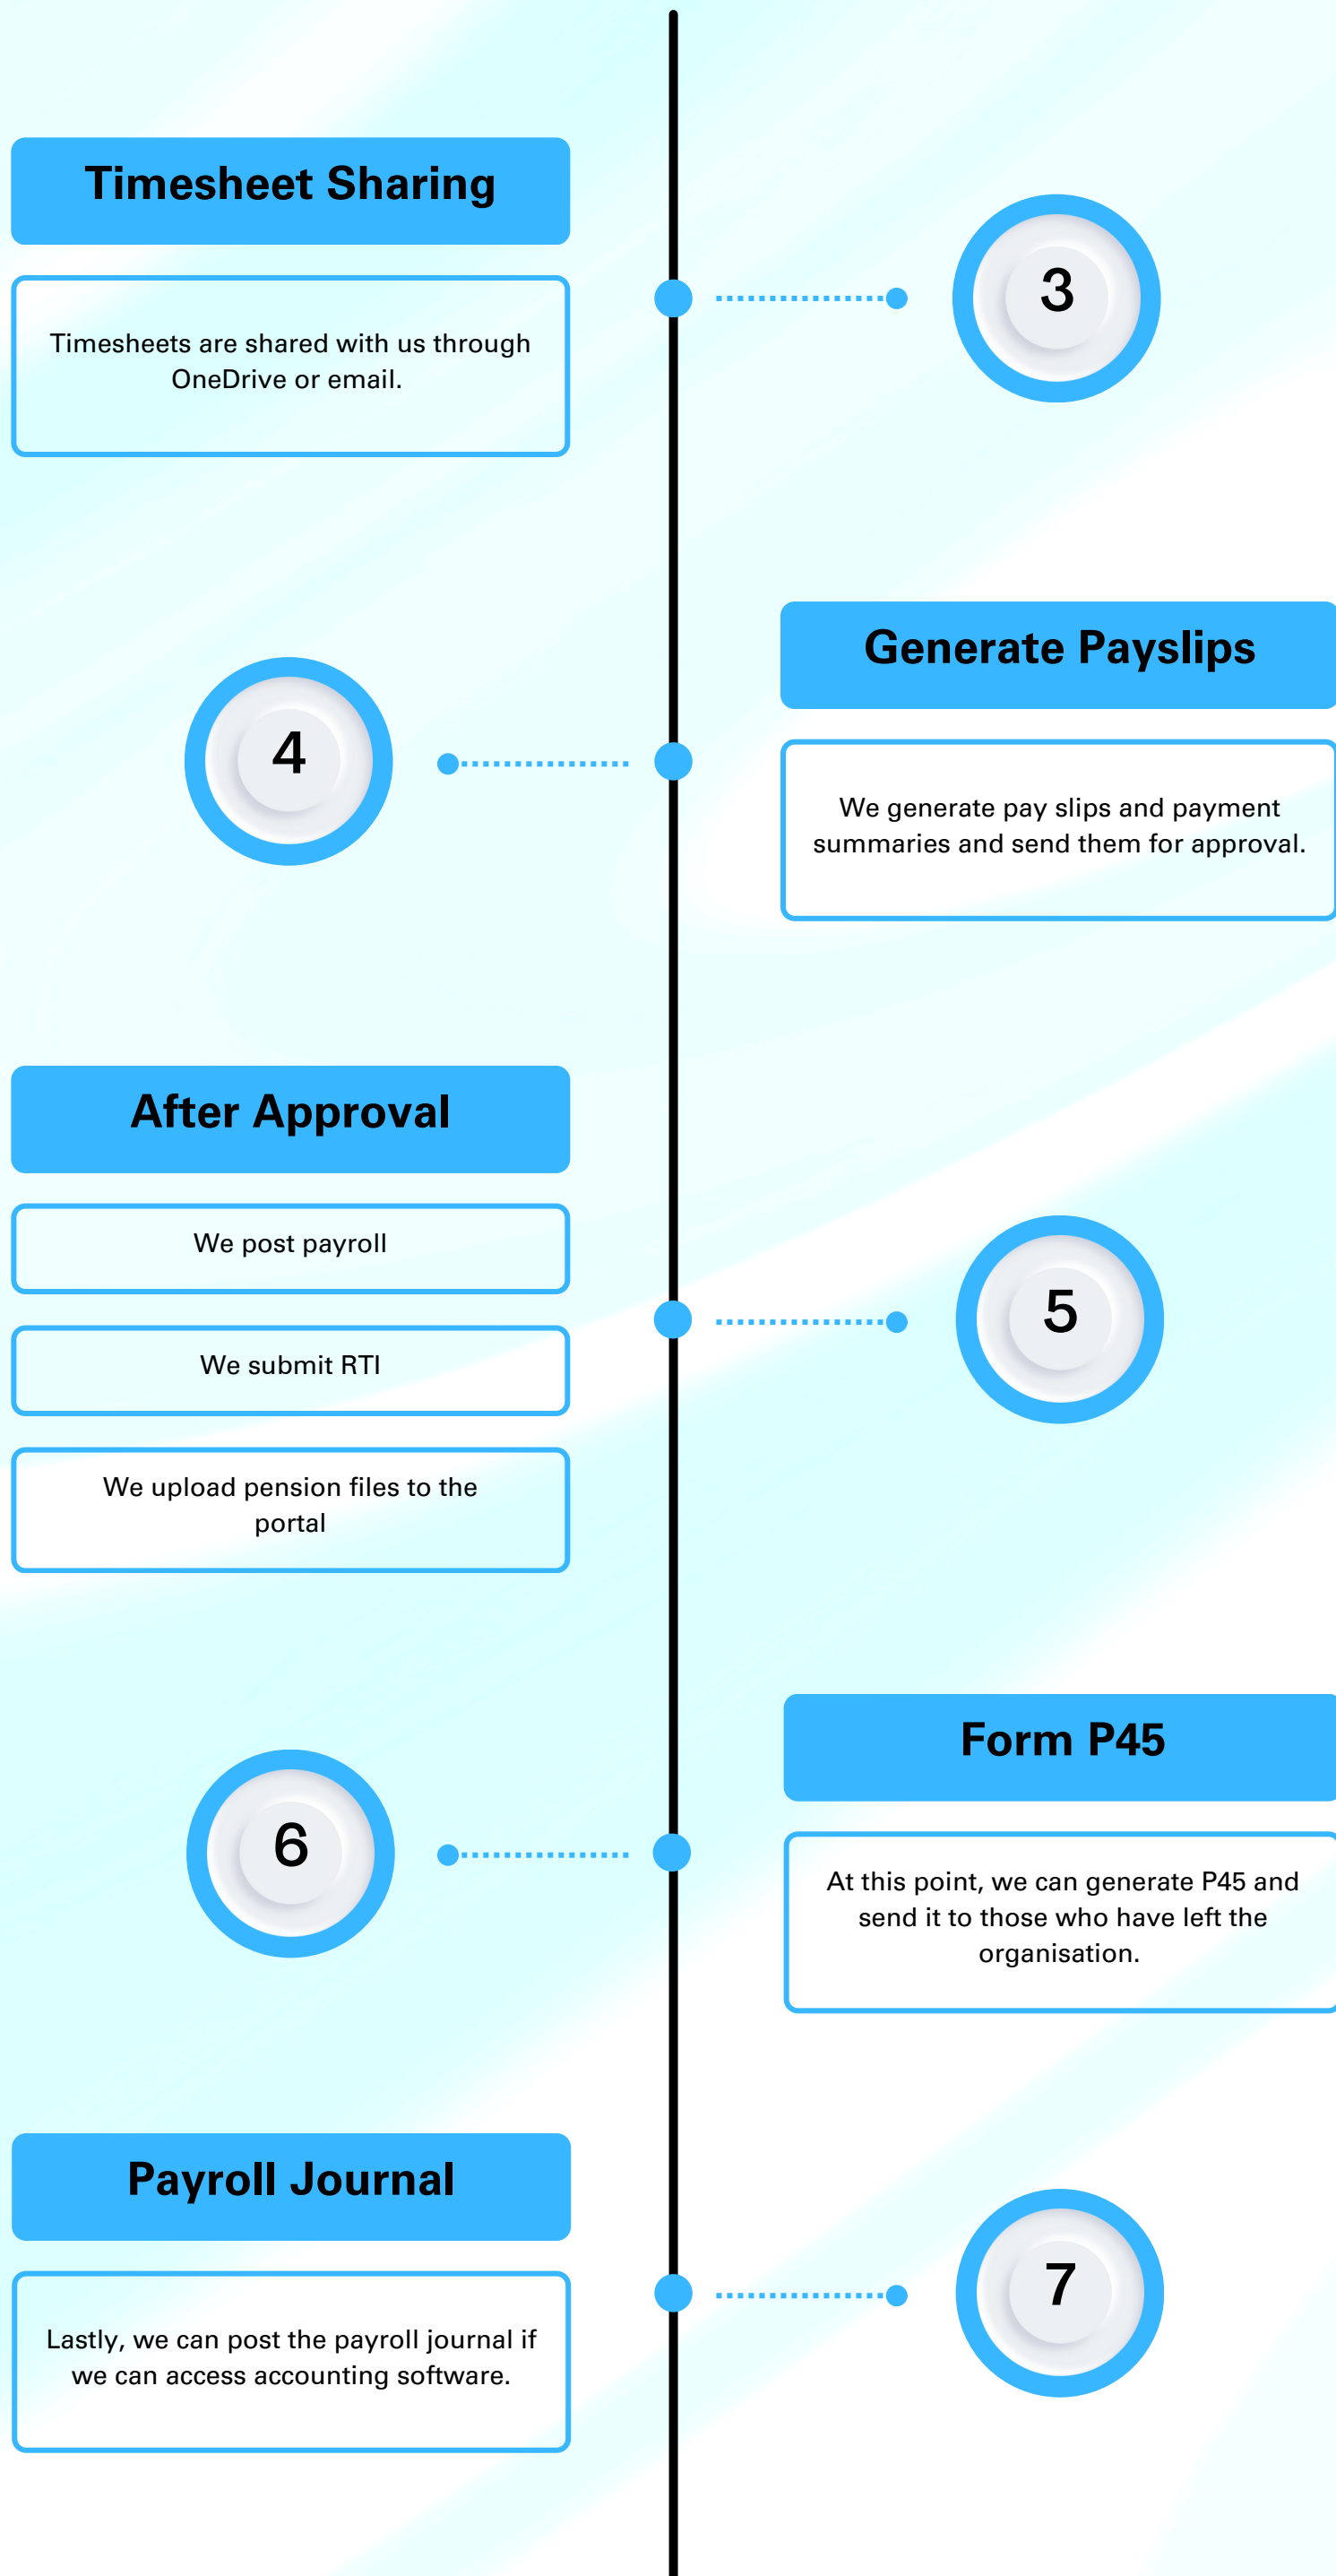 Timesheet Sharing
3
Timesheets are shared with us through
OneDrive or email.
Generate Payslips
4
We generate pay slips and payment
summaries and send them for approval.
After Approval
We post payroll
5
We submit RTI
We upload pension files to the
portal
Form P45
6
At this point, we can generate P45 and
send it to those who have left the
organisation.
Payroll Journal
7
Lastly, we can post the payroll journal if
we can access accounting software.